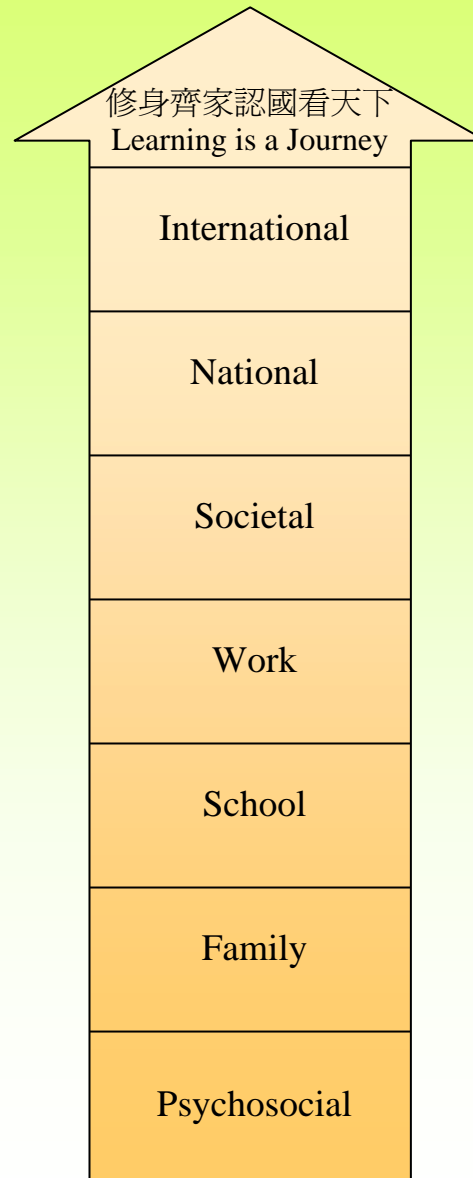 修身齊家認國看天下
Learning is a Journey
International
National
Societal
Work
School
Family
Psychosocial